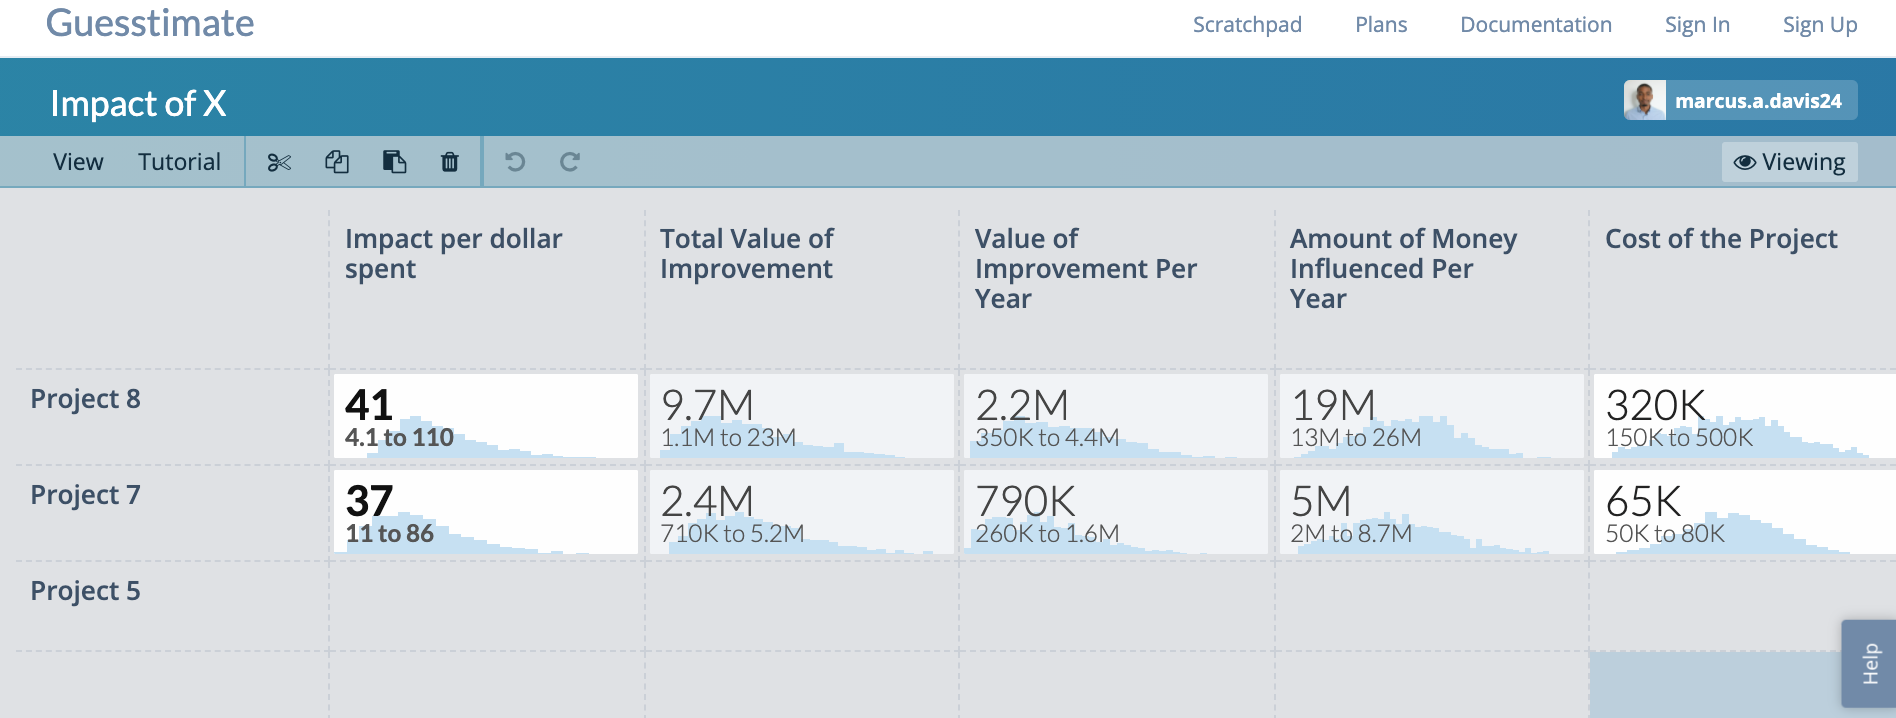 Guesstimate
Scratchpad
Plans
Documentation
Sign In
Sign Up
Impact of X
marcus.a.davis24
View
Tutorial
Viewing
Impact per dollar
spent
Total Value of
Improvement
Value of
Improvement Per
Year
Amount of Money
Influenced Per
Year
Cost of the Project
Project 8
41
4.1 to 110
9.7M
1.1M to 23M
2.2M
350K to 4.4M
19M
13M to 26M
320K
150K to 500K
Project 7
37
11 to 86
2.4M
710K to 5.2M
790K
260K to 1.6M
5M
2M to 8.7M
65K
50K to 80K
Project 5
Help